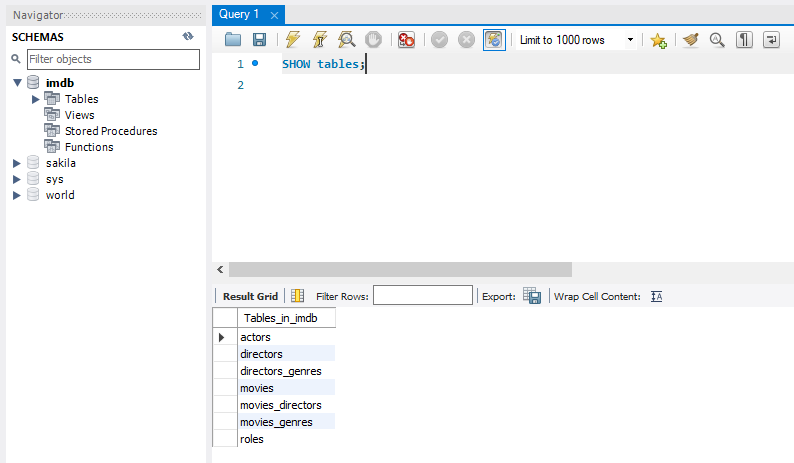 Navigator
SCHEMAS
Filter objects
imdb
Tables
Views
Stored Procedures
Functions
sakila
sys
world
Query 1
Limit to 1000 rows
1 SHOW tables;
2
Result Grid Filter Rows: Export: Wrap Cell Content:
Tables_in_imdb
actors
directors
directors_genres
movies
movies_directors
movies_genres
roles